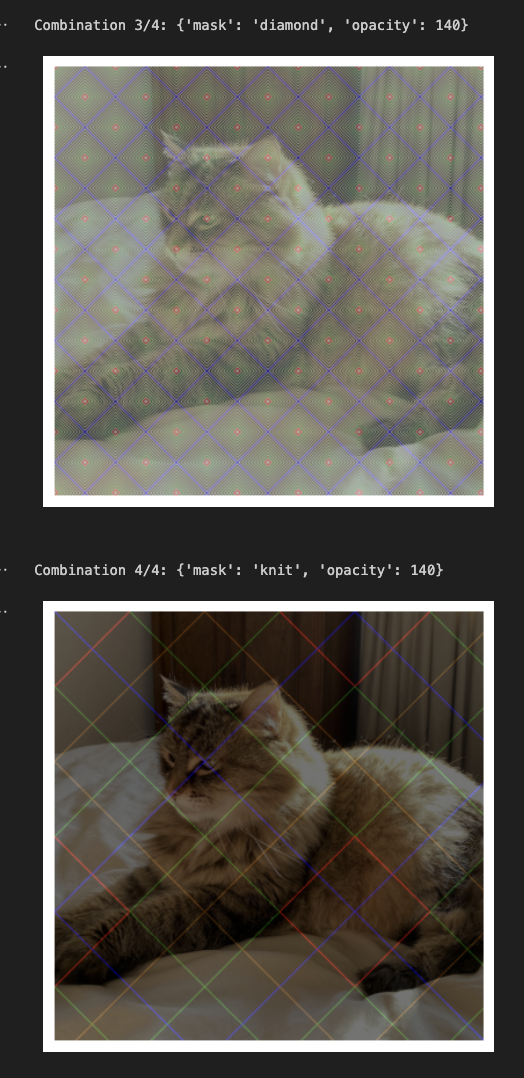 Combination 3/4: {'mask': 'diamond', 'opacity': 140}
Combination 4/4: {'mask': 'knit', 'opacity': 140}